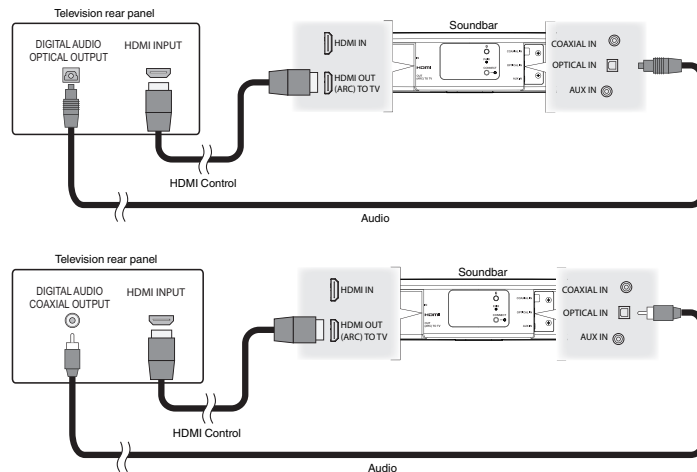 Television rear panel
DIGITAL AUDIO
OPTICAL OUTPUT
HDMI INPUT
HDMI IN
HDMI OUT
(ARC) TO TV
Soundbar
COAXIAL IN
OPTICAL IN
AUX IN
HDMI
HDMI Control
Audio
Television rear panel
DIGITAL AUDIO
COAXIAL OUTPUT
HDMI INPUT
HDMI IN
HDMI OUT
(ARC) TO TV
Soundbar
COAXIAL IN
OPTICAL IN
AUX IN
HDMI
HDMI Control
Audio